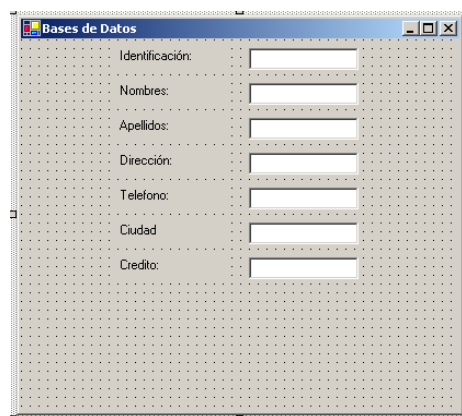 Bases de Datos
Identificación:
Nombres:
Apellidos:
Dirección:
Telefono:
Ciudad
Credito: